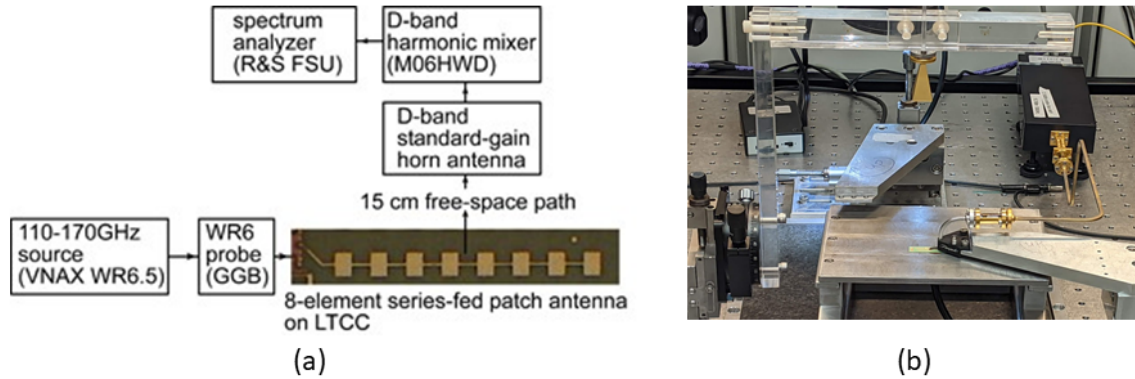 spectrum
analyzer
(R&S FSU)
D-band
harmonic mixer
(M06HWD)
D-band
standard-gain
horn antenna
15 cm free-space path
110-170GHz
source
(VNAX WR6.5)
WR6
probe
(GGB)
8-element series-fed patch antenna
on LTCC
(a)
(b)